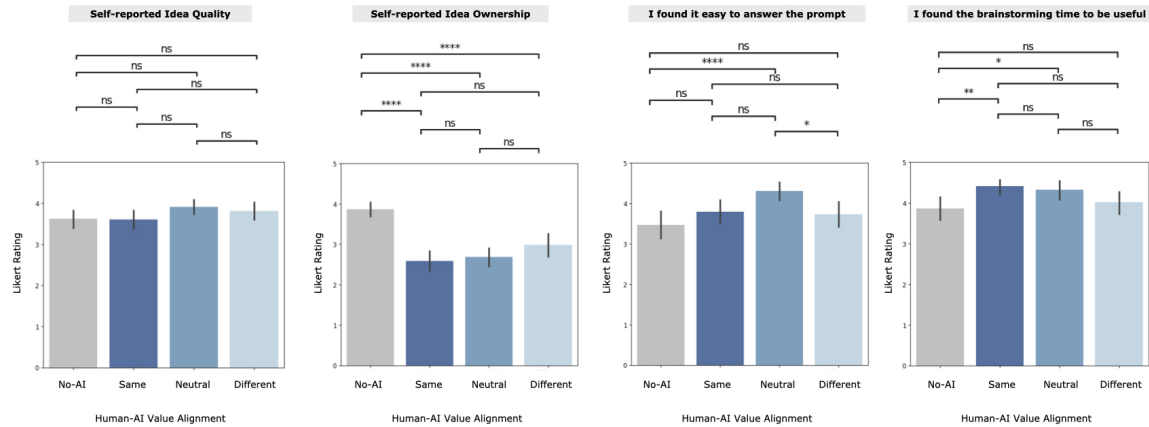 Self-reported Idea Quality
ns
ns
ns
ns
ns
ns
5
4
3
2
1
0
Likert Rating
No-AI Same Neutral Different
Human-AI Value Alignment
Self-reported Idea Ownership
****
****
ns
****
ns
ns
5
4
3
2
1
0
Likert Rating
No-AI Same Neutral Different
Human-AI Value Alignment
I found it easy to answer the prompt
ns
****
ns
ns
ns
*
5
4
3
2
1
0
Likert Rating
No-AI Same Neutral Different
Human-AI Value Alignment
I found the brainstorming time to be useful
ns
*
ns
**
ns
ns
5
4
3
2
1
0
Likert Rating
No-AI Same Neutral Different
Human-AI Value Alignment